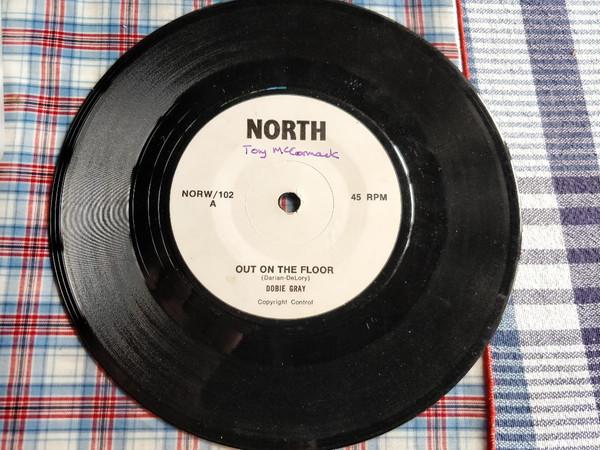 NORTH
Tony McCormack
NORW/102
A
45 RPM
OUT ON THE FLOOR
(Darian-DeLory)
DOBIE GRAY
Copyright Control